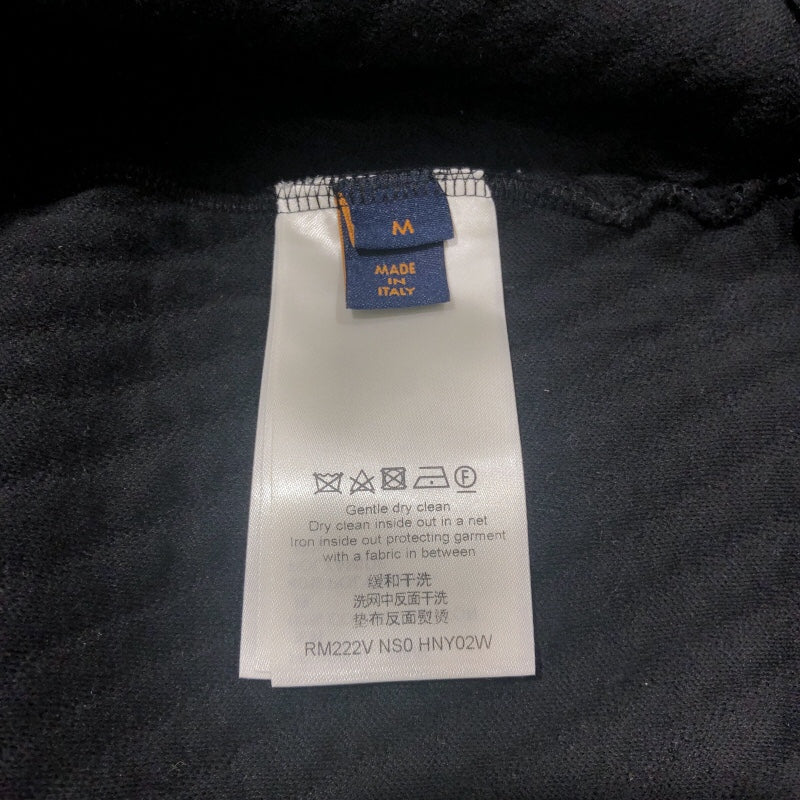 M
MADE
IN
ITALY
F
Gentle dry clean
Dry clean inside out in a net
Iron inside out protecting garment
with a fabric in between
缓和干洗
洗网中反面干洗
垫布反面熨烫
RM222V NS0 HNY02W